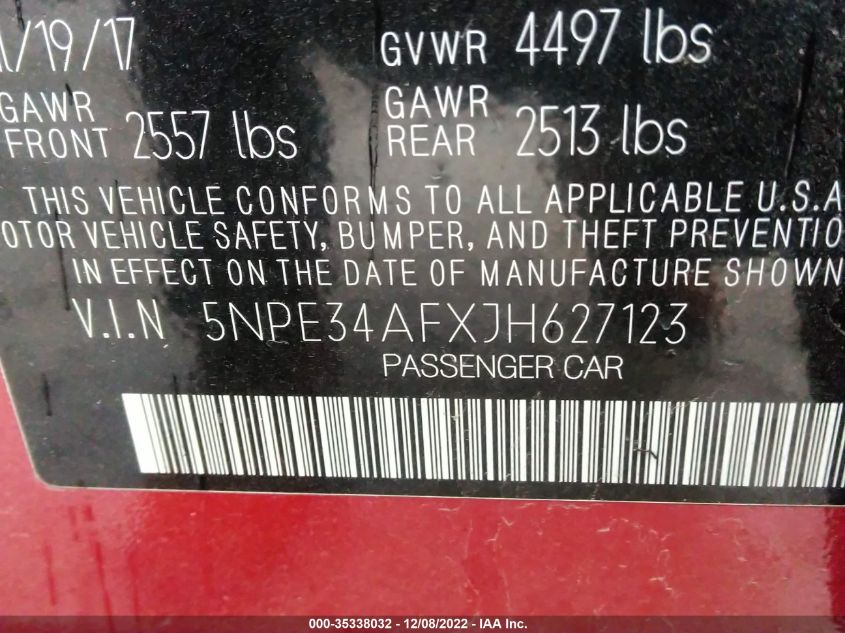 1/19/17 GVWR 4497 lbs
GAWR FRONT 2557 lbs GAWR REAR 2513 lbs
THIS VEHICLE CONFORMS TO ALL APPLICABLE U.S.A
OTOR VEHICLE SAFETY, BUMPER, AND THEFT PREVENTIO
IN EFFECT ON THE DATE OF MANUFACTURE SHOWN
V.I.N 5NPE34AFXJH627123
PASSENGER CAR
000-35338032 - 12/08/2022 - IAA Inc.